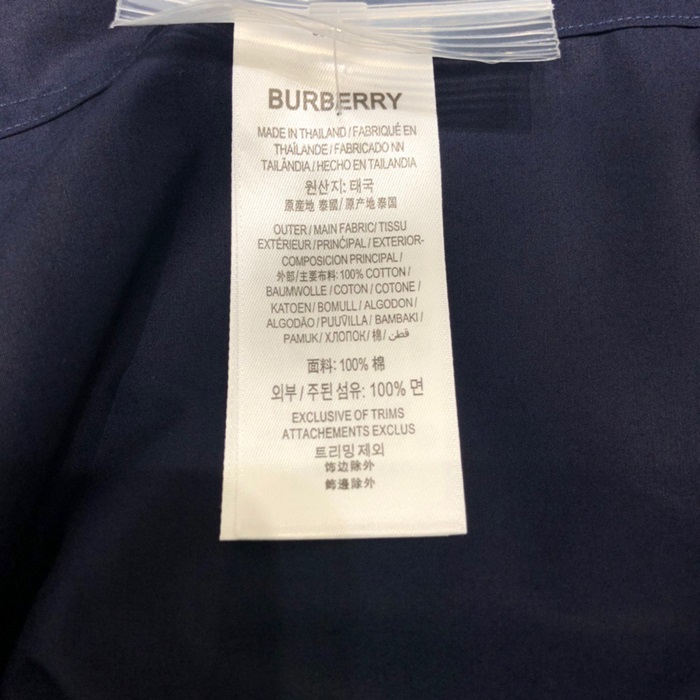 BURBERRY
MADE IN THAILAND / FABRIQUÉ EN
THAÏLANDE / FABRICADO NN
TAILÂNDIA / HECHO EN TAILANDIA
원산지: 태국
原産地 泰國 / 原产地 泰国
OUTER / MAIN FABRIC / TISSU
EXTÉRIEUR / PRINCIPAL / EXTERIOR-
COMPOSICION PRINCIPAL /
外部 / 主要布料: 100% COTTON /
BAUMWOLLE / COTON / COTONE /
KATOEN / BOMULL / ALGODON /
ALGODÃO / PUUVILLA / BAMBAKI /
PAMUK / ХЛОПОК / 棉 / قطن
面料: 100% 棉
외부 / 주된 섬유: 100% 면
EXCLUSIVE OF TRIMS
ATTACHEMENTS EXCLUS
트리밍 제외
饰边除外
飾邊除外